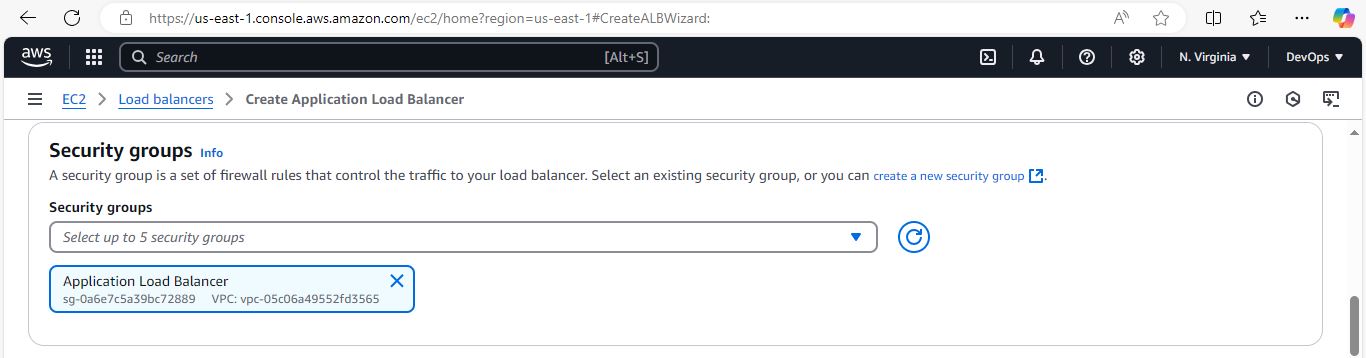 https://us-east-1.console.aws.amazon.com/ec2/home?region=us-east-1#CreateALBWizard:
aws Search [Alt+S] N. Virginia DevOps
EC2 > Load balancers > Create Application Load Balancer
Security groups Info
A security group is a set of firewall rules that control the traffic to your load balancer. Select an existing security group, or you can create a new security group.
Security groups
Select up to 5 security groups
Application Load Balancer
sg-0a6e7c5a39bc72889 VPC: vpc-05c06a49552fd3565